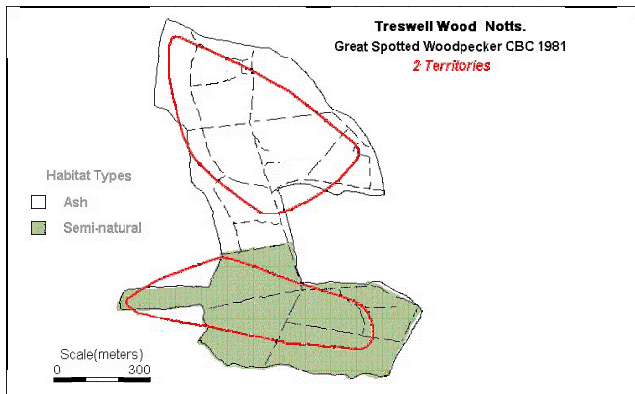 Treswell Wood Notts.
Great Spotted Woodpecker CBC 1981
2 Territories
Habitat Types
Ash
Semi-natural
Scale(meters)
0 300